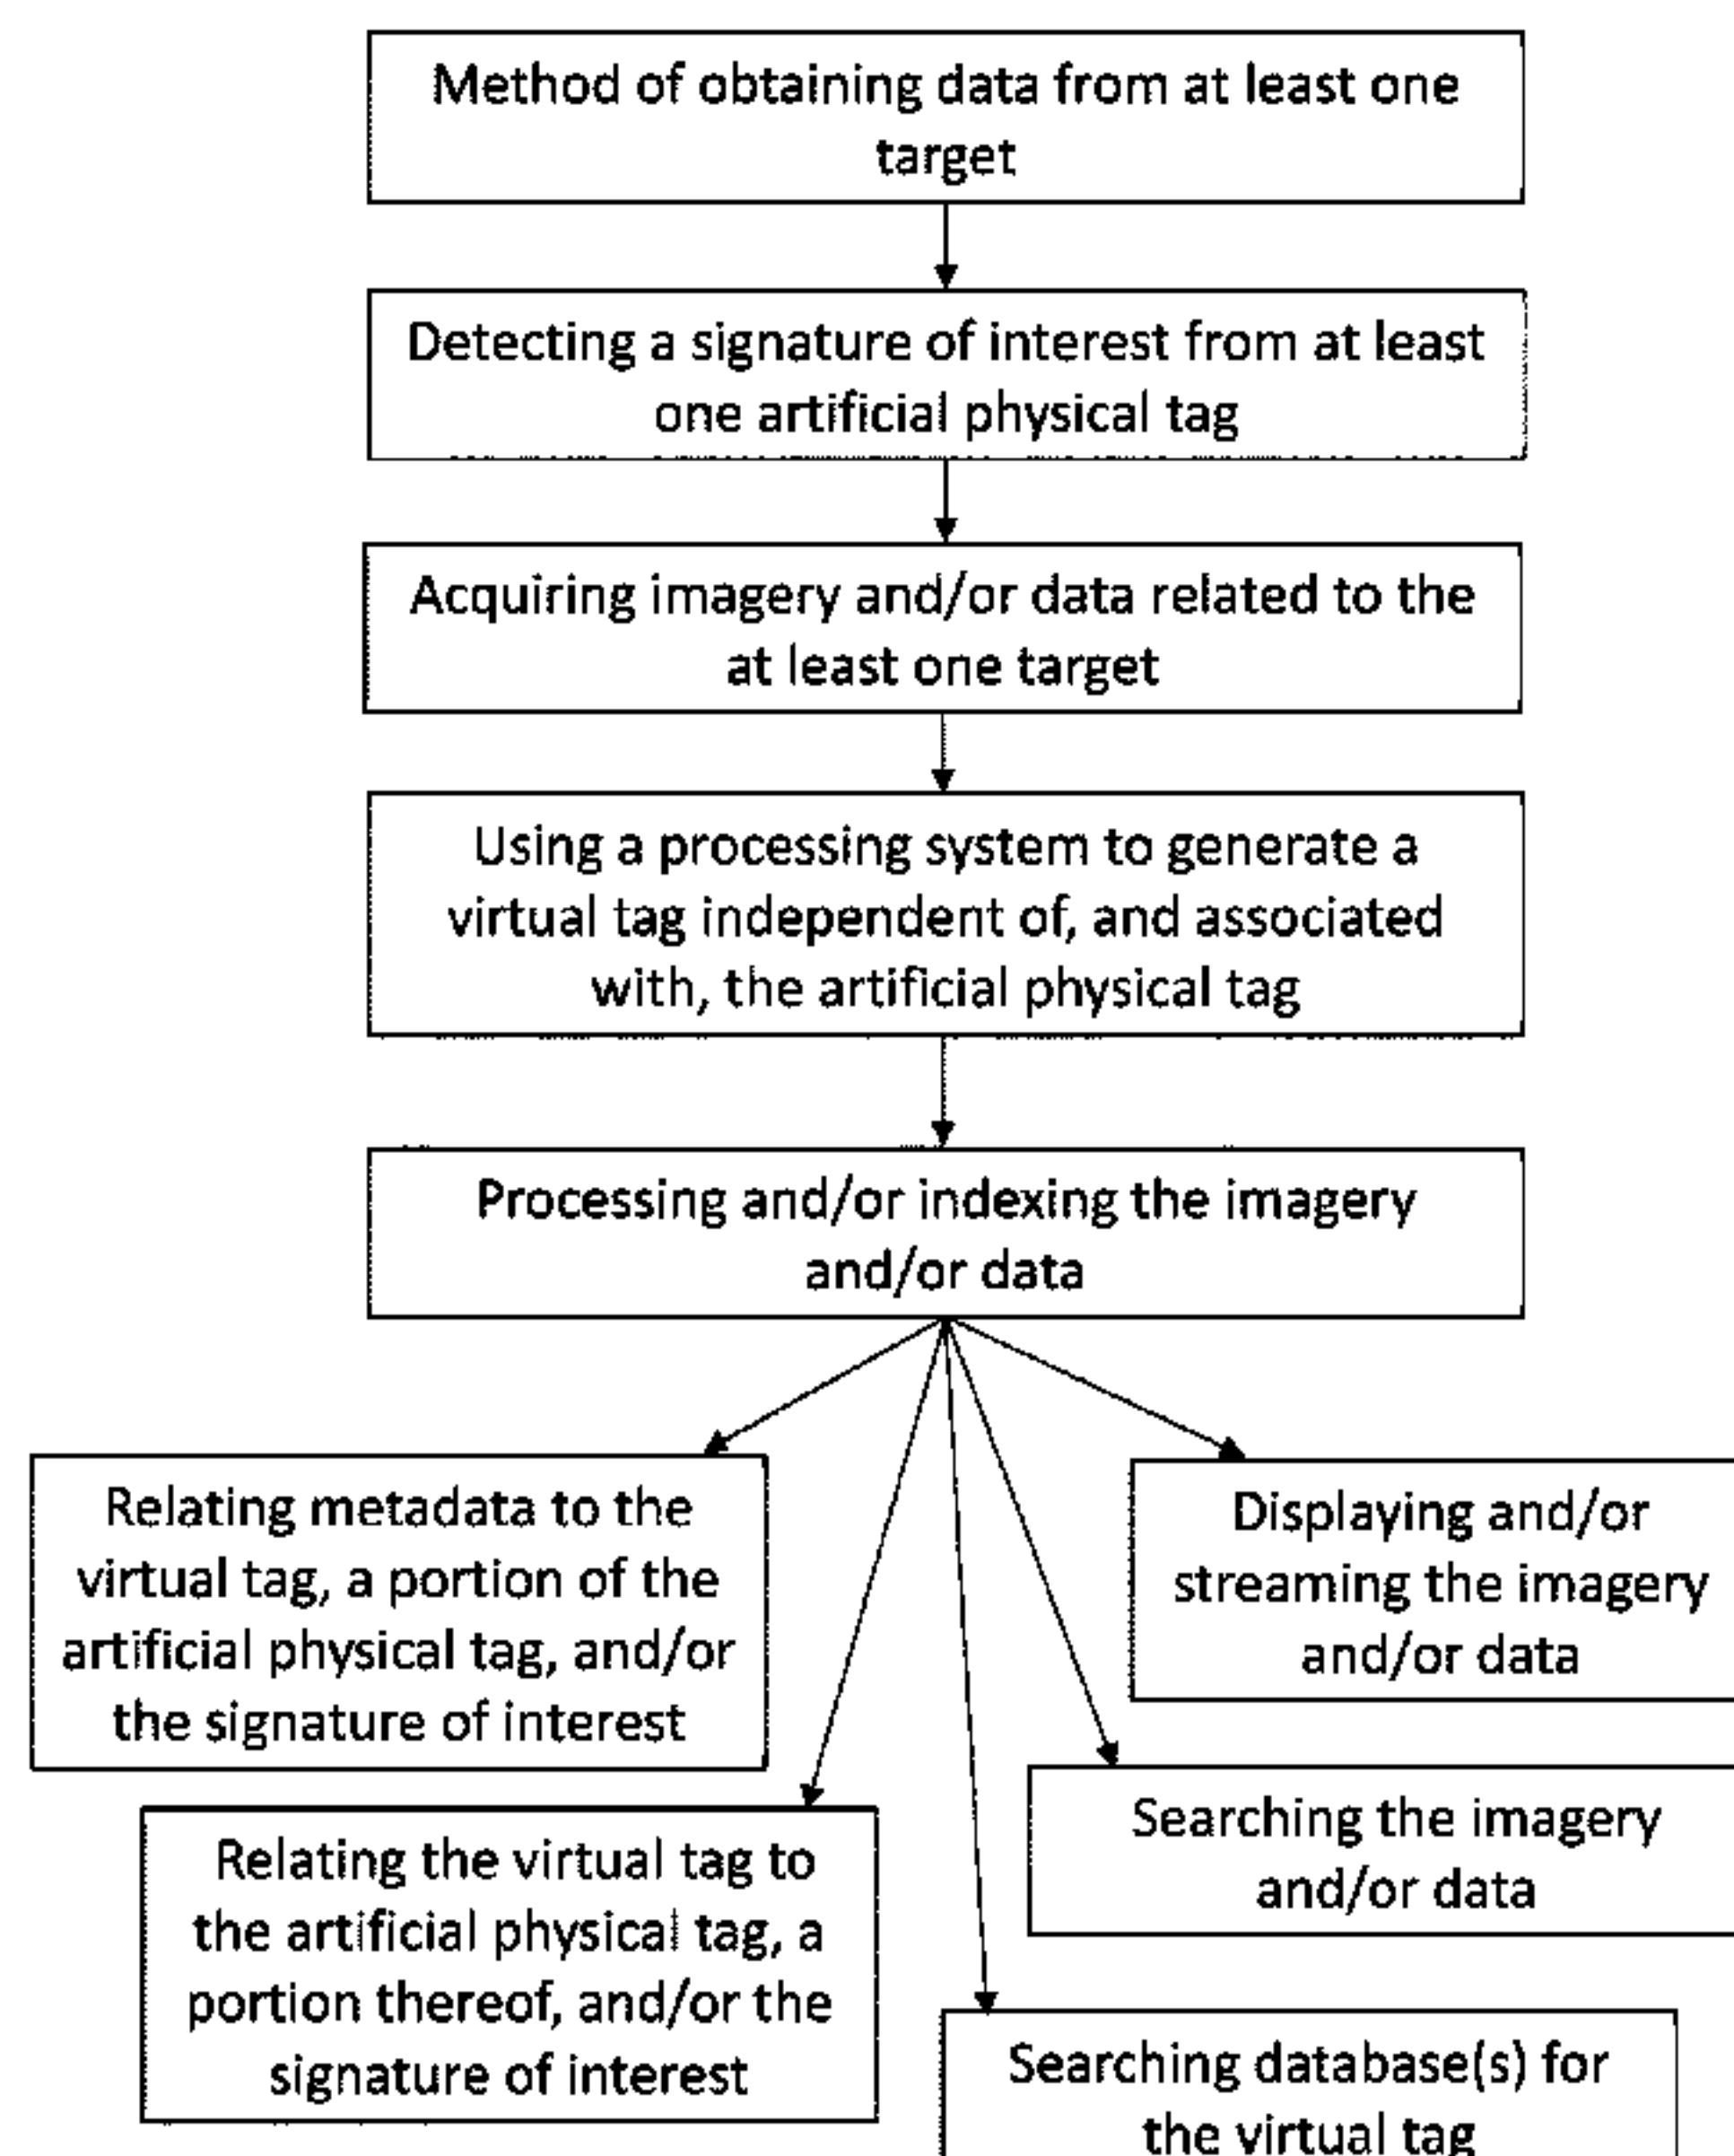 Method of obtaining data from at least one
target
Detecting a signature of interest from at least
one artificial physical tag
Acquiring imagery and/or data related to the
at least one target
Using a processing system to generate a
virtual tag independent of, and associated
with, the artificial physical tag
Processing and/or indexing the imagery
and/or data
Relating metadata to the
virtual tag, a portion of the
artificial physical tag, and/or
the signature of interest
Displaying and/or
streaming the imagery
and/or data
Relating the virtual tag to
the artificial physical tag, a
portion thereof, and/or the
signature of interest
Searching the imagery
and/or data
Searching database(s) for
the virtual tag